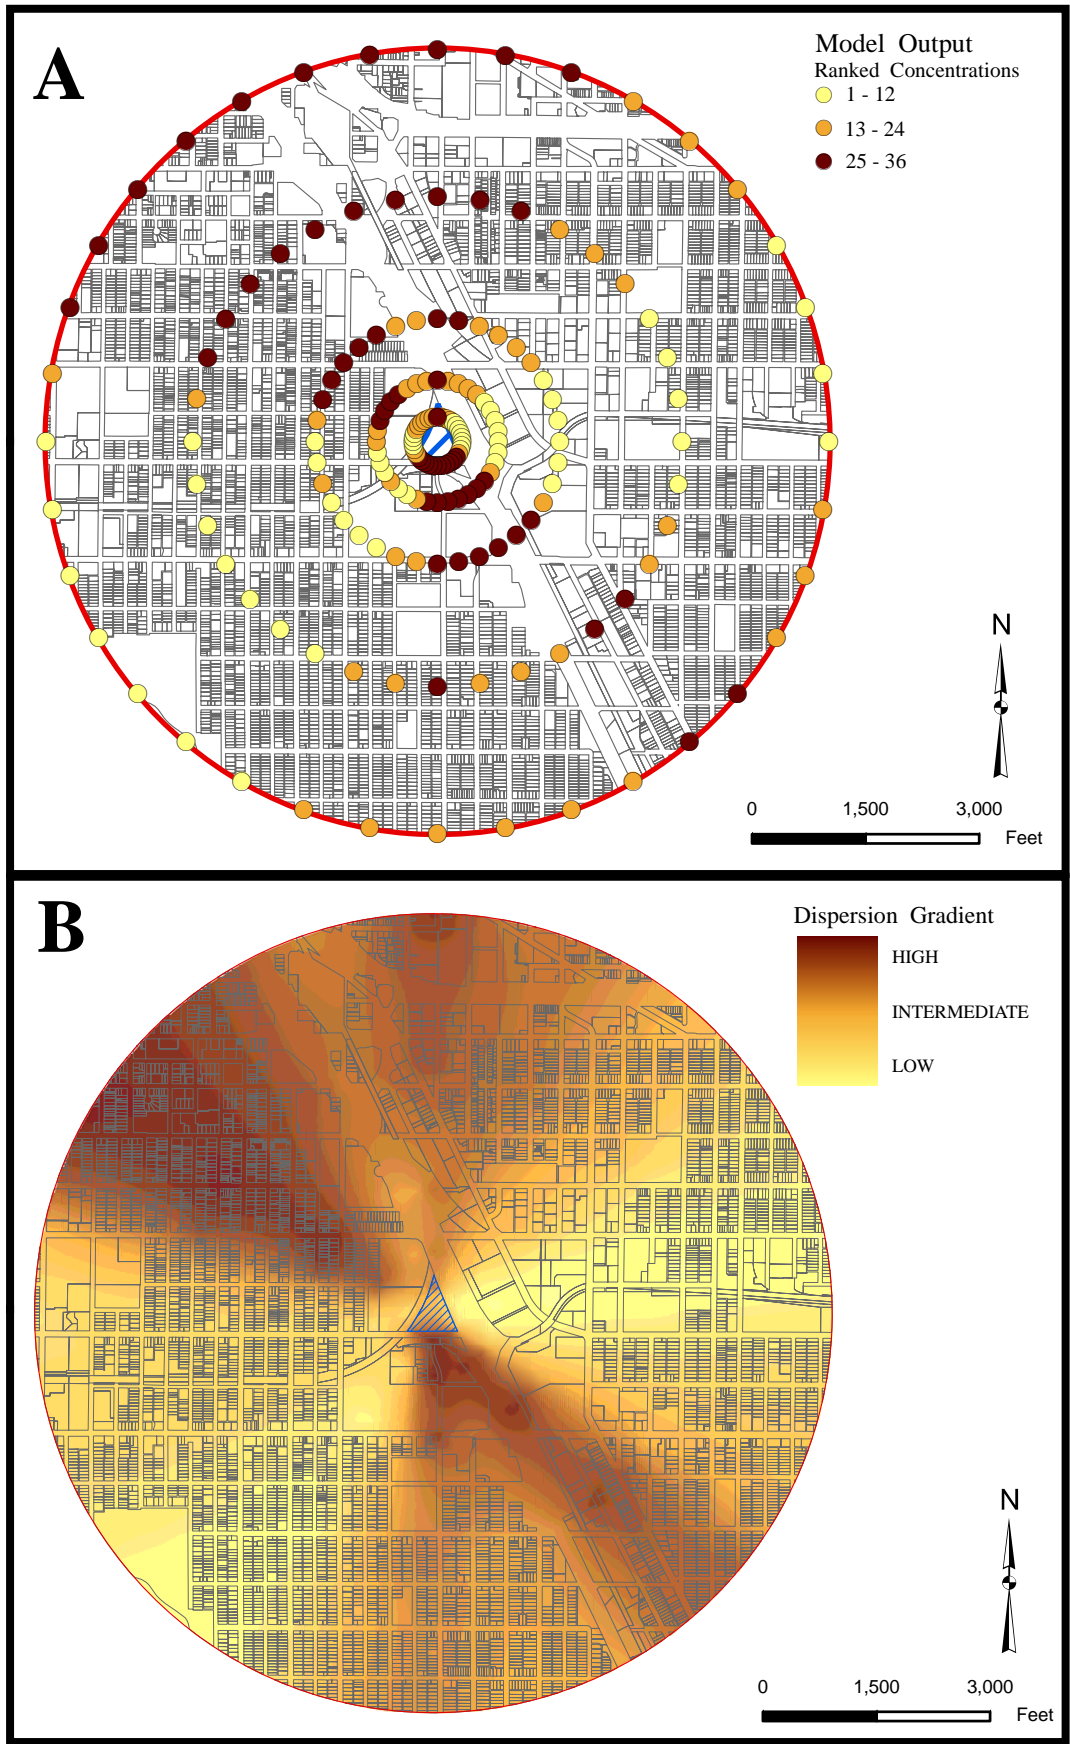 A
Model Output
Ranked Concentrations
1 - 12
13 - 24
25 - 36
N
0 1,500 3,000
Feet
B
Dispersion Gradient
HIGH
INTERMEDIATE
LOW
N
0 1,500 3,000
Feet